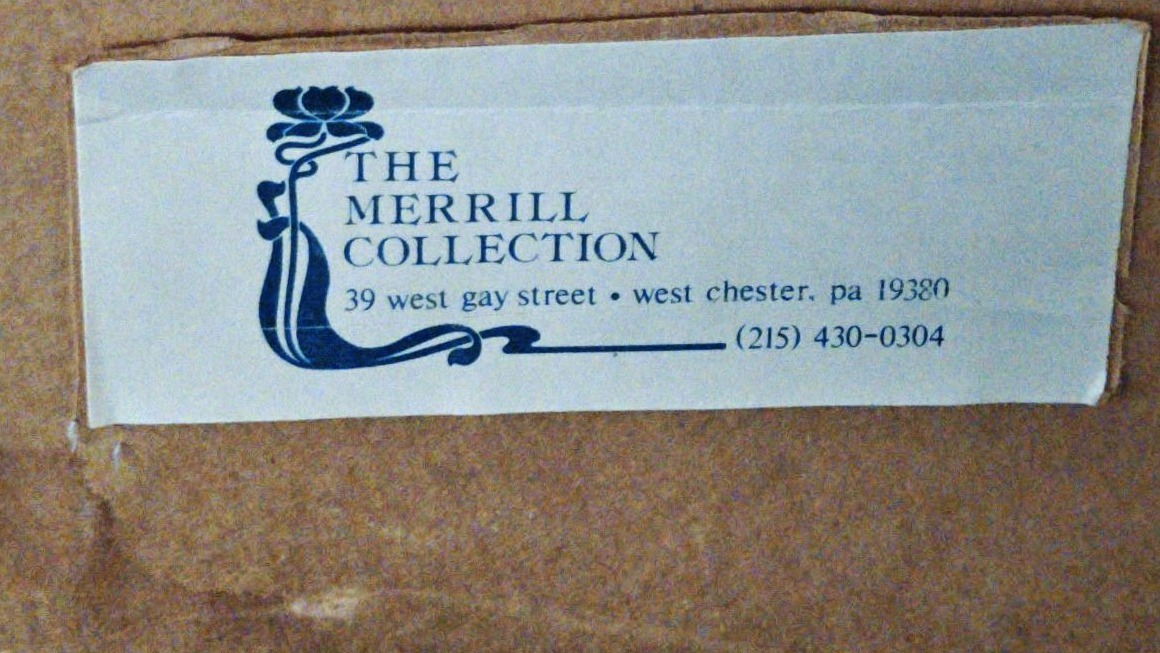 THE
MERRILL
COLLECTION
39 west gay street • west chester, pa 19380
(215) 430-0304